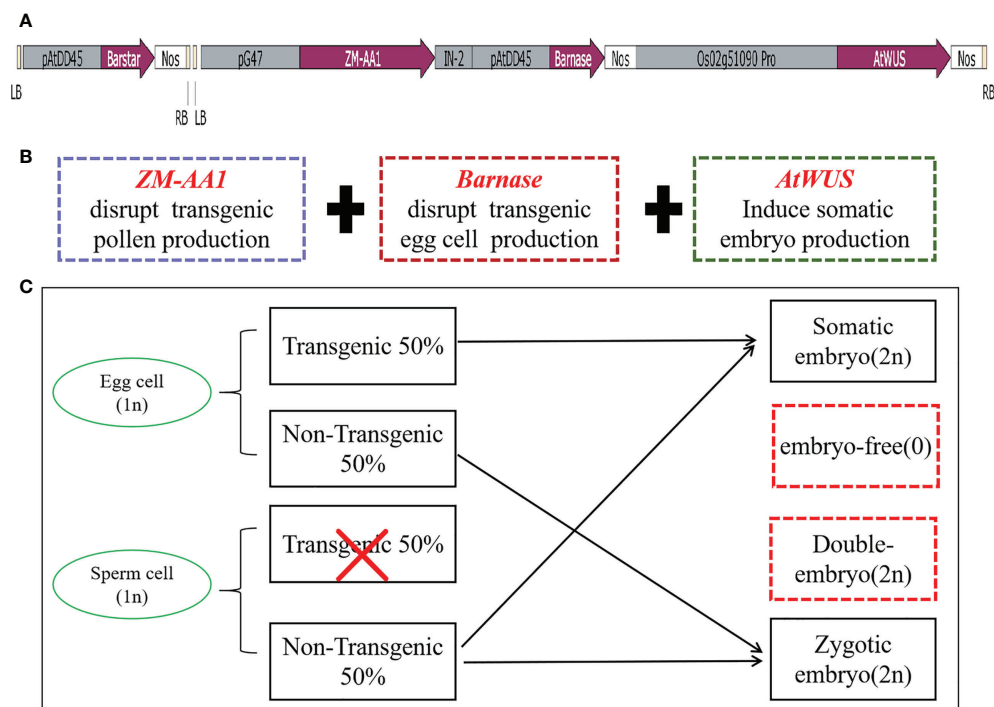 A
pAtDD45 Barstar Nos pG47 ZM-AA1 IN-2 pAtDD45 Barnase Nos Os02g51090 Pro AtWUS Nos
LB RB LB RB
B
ZM-AA1
disrupt transgenic
pollen production
Barnase
disrupt transgenic
egg cell production
AtWUS
Induce somatic
embryo production
C
Egg cell
(1n)
Transgenic 50%
Non-Transgenic
50%
Sperm cell
(1n)
Transgenic 50%
Non-Transgenic
50%
Somatic
embryo(2n)
embryo-free(0)
Double-
embryo(2n)
Zygotic
embryo(2n)